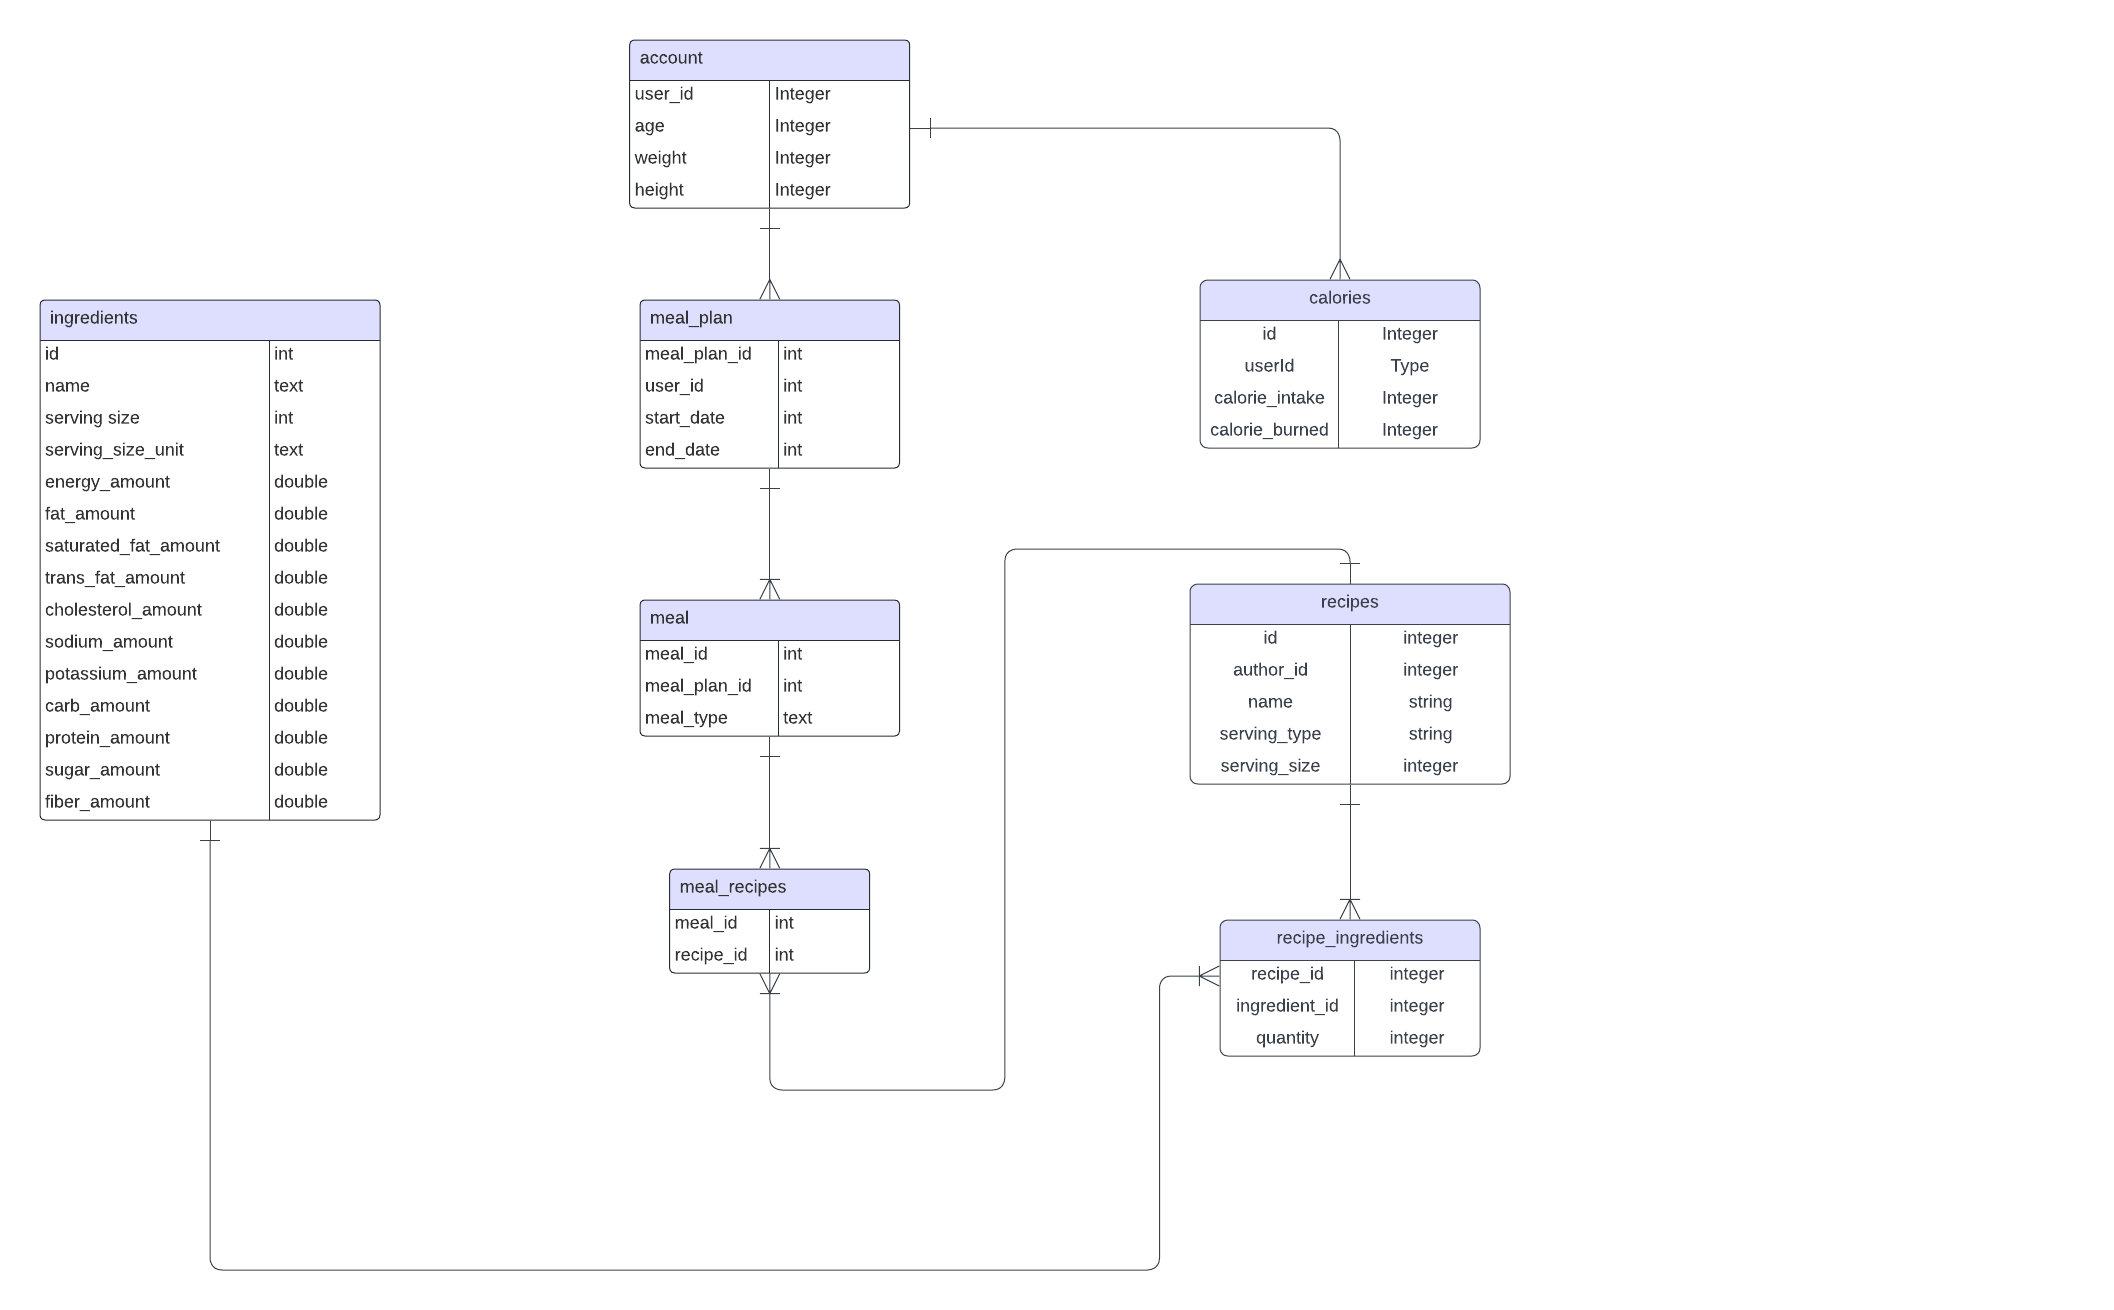 account
user_id Integer
age Integer
weight Integer
height Integer
ingredients
id int
name text
serving size int
serving_size_unit text
energy_amount double
fat_amount double
saturated_fat_amount double
trans_fat_amount double
cholesterol_amount double
sodium_amount double
potassium_amount double
carb_amount double
protein_amount double
sugar_amount double
fiber_amount double
meal_plan
meal_plan_id int
user_id int
start_date int
end_date int
calories
id Integer
userId Type
calorie_intake Integer
calorie_burned Integer
meal
meal_id int
meal_plan_id int
meal_type text
recipes
id integer
author_id integer
name string
serving_type string
serving_size integer
meal_recipes
meal_id int
recipe_id int
recipe_ingredients
recipe_id integer
ingredient_id integer
quantity integer